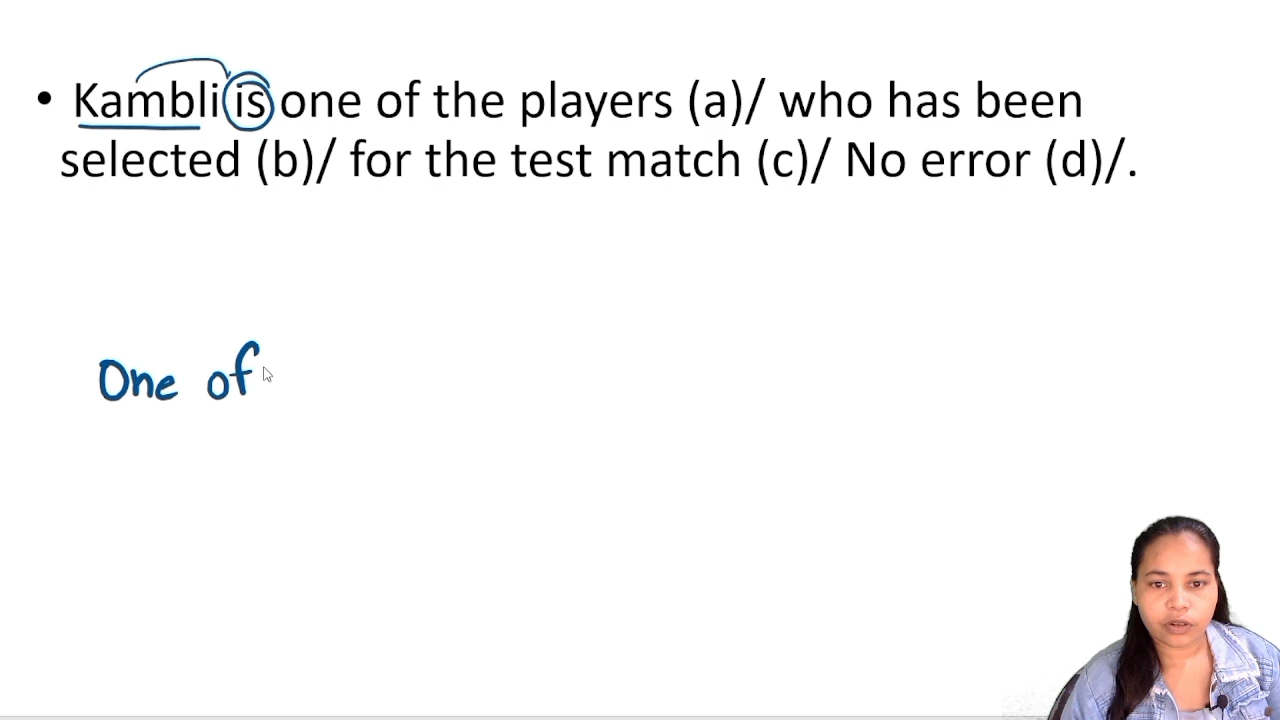 • Kambli is one of the players (a)/ who has been
selected (b)/ for the test match (c)/ No error (d)/.
One of